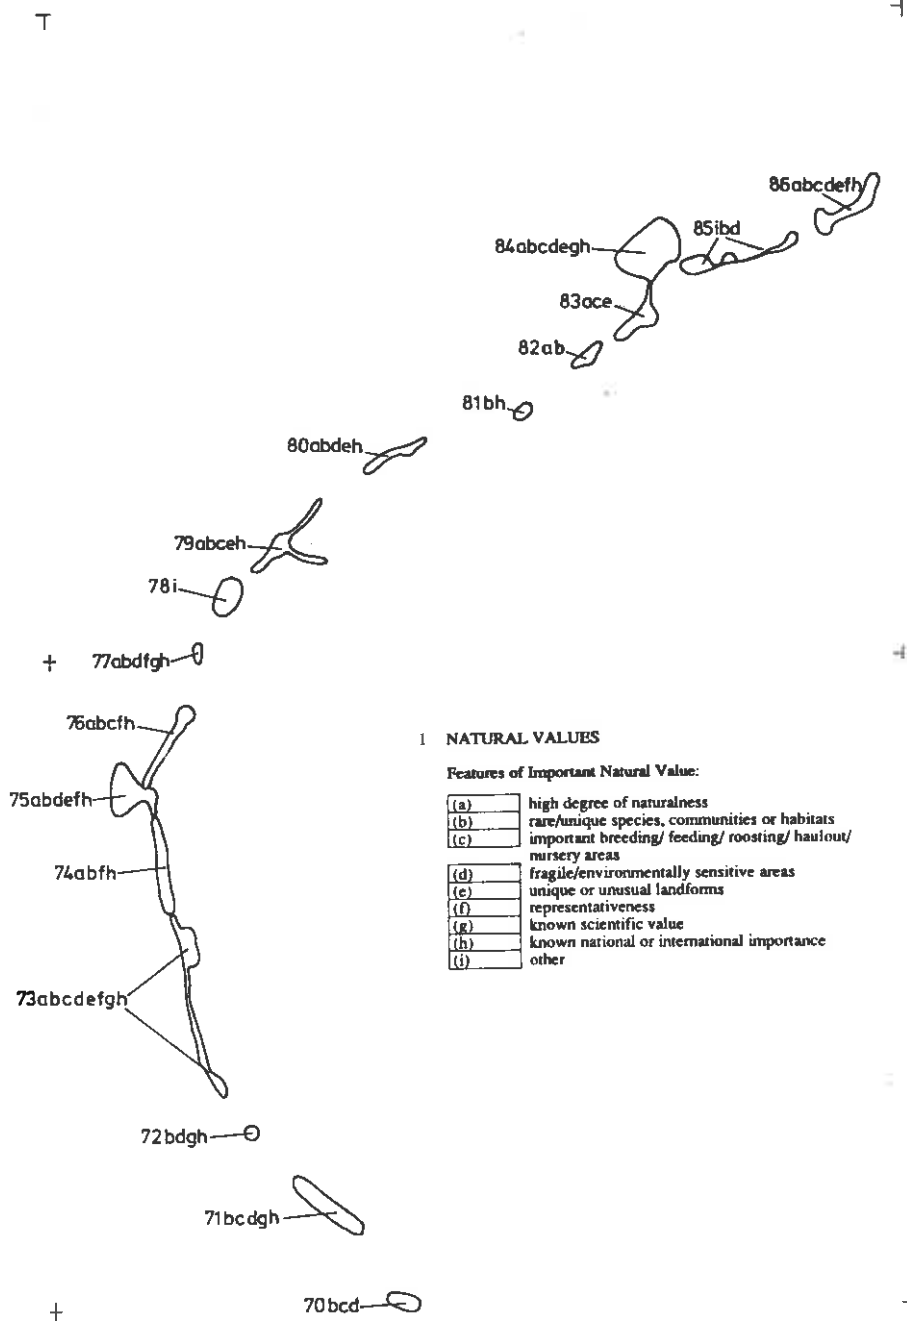 86abcdefh
85ibd
84abcdegh
83ace
82ab
81bh
80abdeh
79abceh
78i
77abdfgh
76abcfh
1 NATURAL VALUES
Features of Important Natural Value:
75abdefh
(a) high degree of naturalness
(b) rare/unique species, communities or habitats
(c) important breeding/ feeding/ roosting/ haulout/
nursery areas
74abfh
(d) fragile/environmentally sensitive areas
(e) unique or unusual landforms
(f) representativeness
(g) known scientific value
(h) known national or international importance
(i) other
73abcdefgh
72bdgh
71bcdgh
70bcd